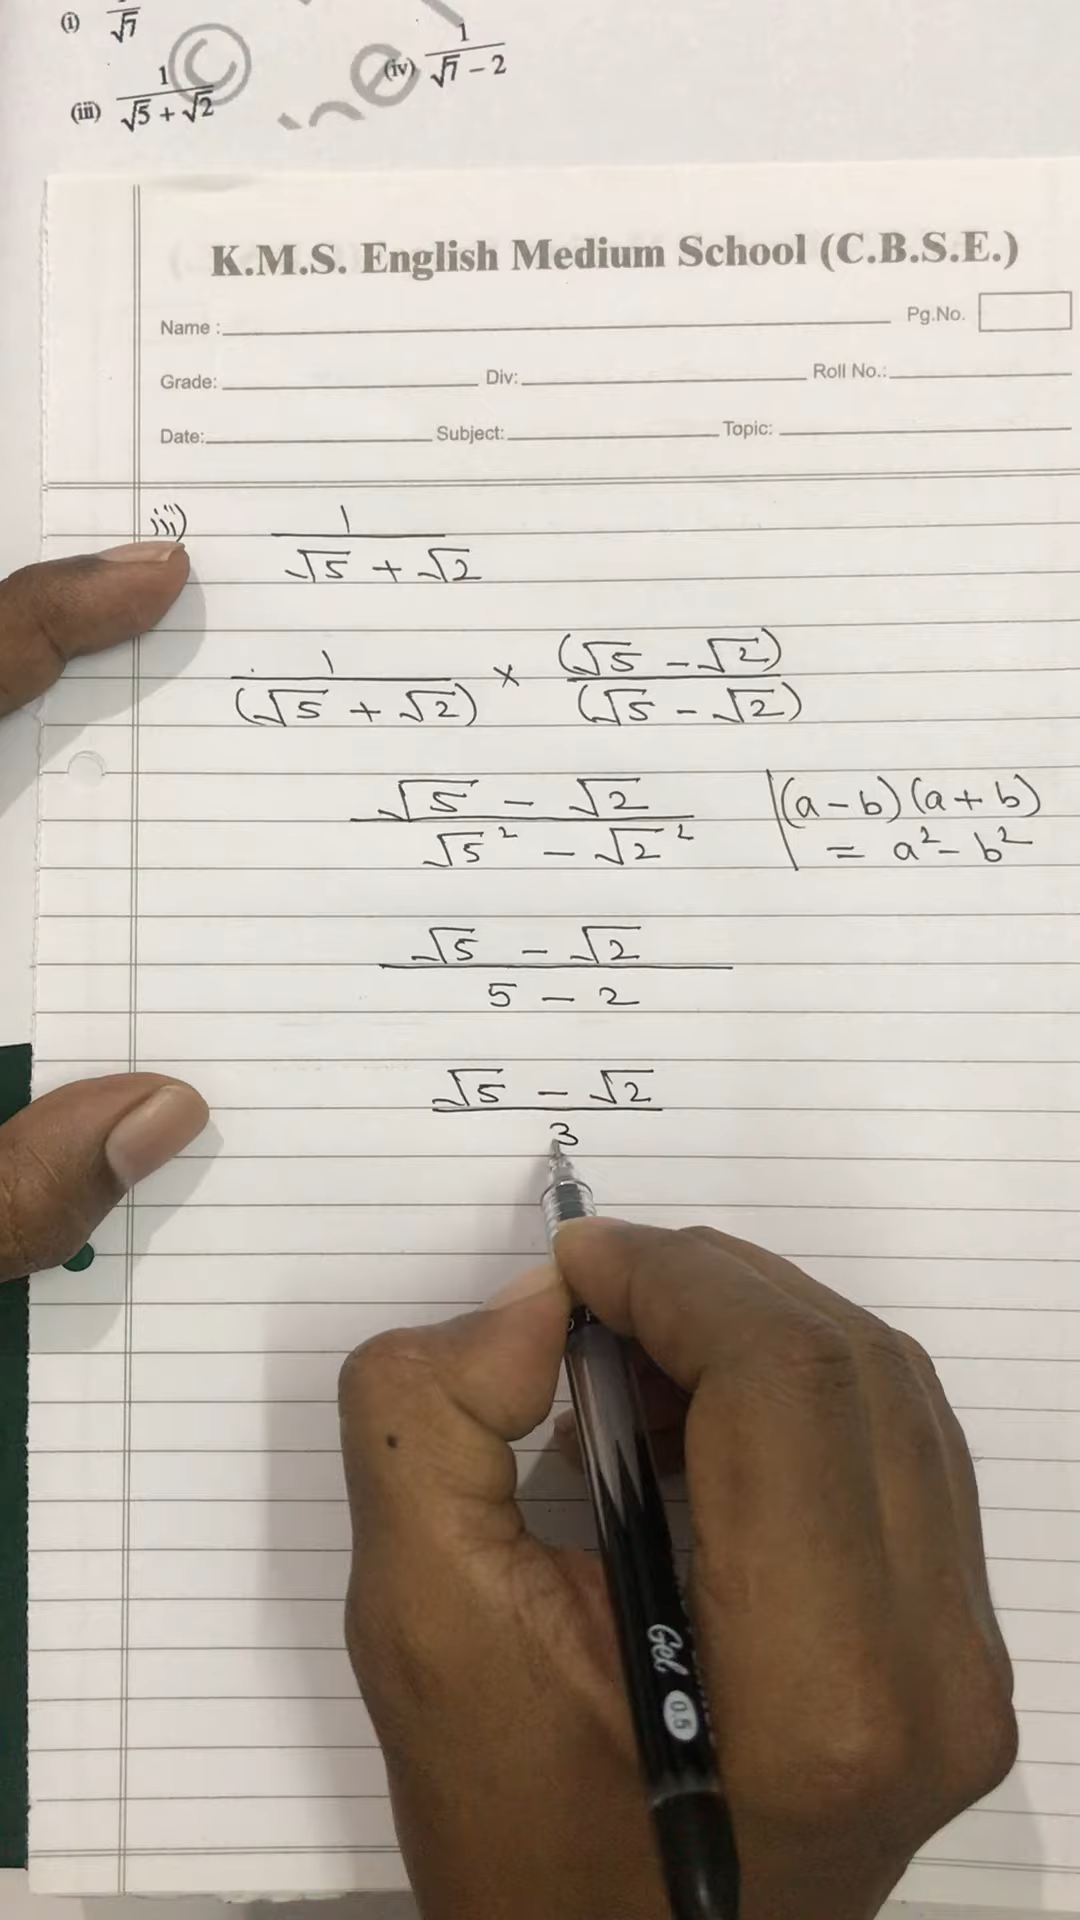 (i) 1/√7
(iii) 1/(√5 + √2) (iv) 1/(√7 − 2)
©
ne
K.M.S. English Medium School (C.B.S.E.)
Name : Pg.No.
Grade: Div: Roll No.:
Date: Subject: Topic:
iii) 1/(√5 + √2)
1/(√5 + √2) × (√5 − √2)/(√5 − √2)
(√5 − √2)/(√5² − √2²) | (a − b) (a + b)
= a² − b²
(√5 − √2)/(5 − 2)
(√5 − √2)/3
Gel 0.5